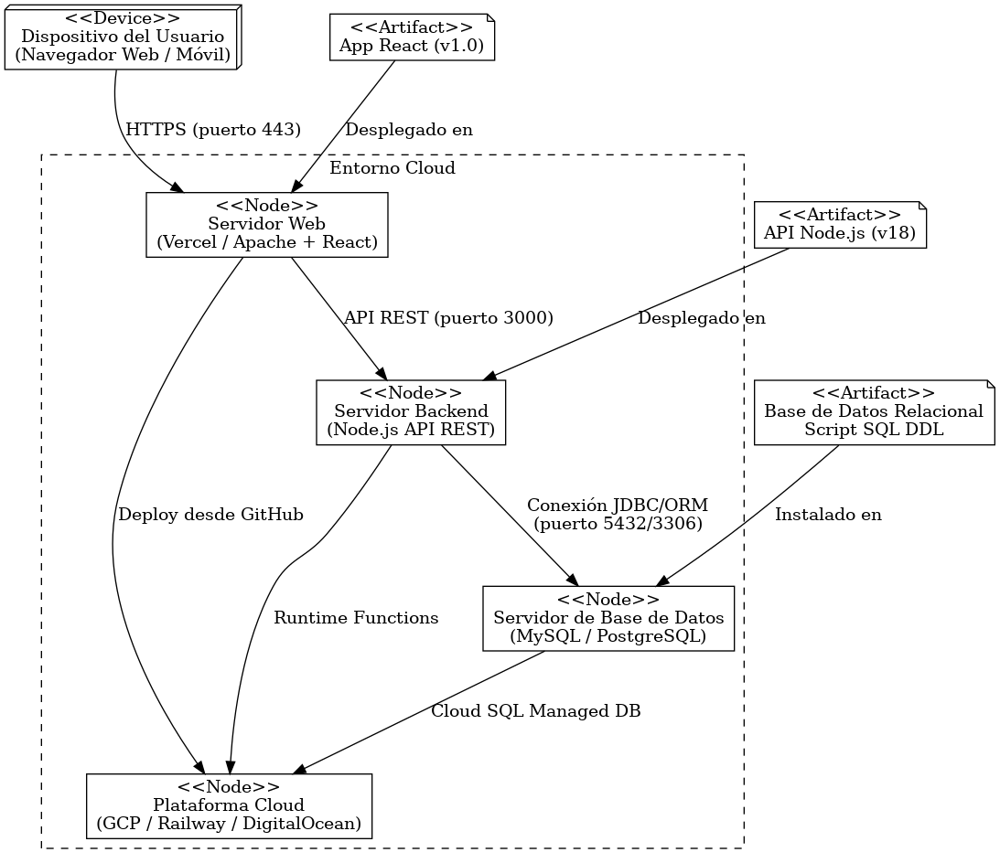 <<Device>>
Dispositivo del Usuario
(Navegador Web / Móvil)
<<Artifact>>
App React (v1.0)
HTTPS (puerto 443)
Desplegado en
Entorno Cloud
<<Node>>
Servidor Web
(Vercel / Apache + React)
<<Artifact>>
API Node.js (v18)
API REST (puerto 3000)
Desplegado en
<<Node>>
Servidor Backend
(Node.js API REST)
<<Artifact>>
Base de Datos Relacional
Script SQL DDL
Deploy desde GitHub
Conexión JDBC/ORM
(puerto 5432/3306)
Instalado en
Runtime Functions
<<Node>>
Servidor de Base de Datos
(MySQL / PostgreSQL)
Cloud SQL Managed DB
<<Node>>
Plataforma Cloud
(GCP / Railway / DigitalOcean)